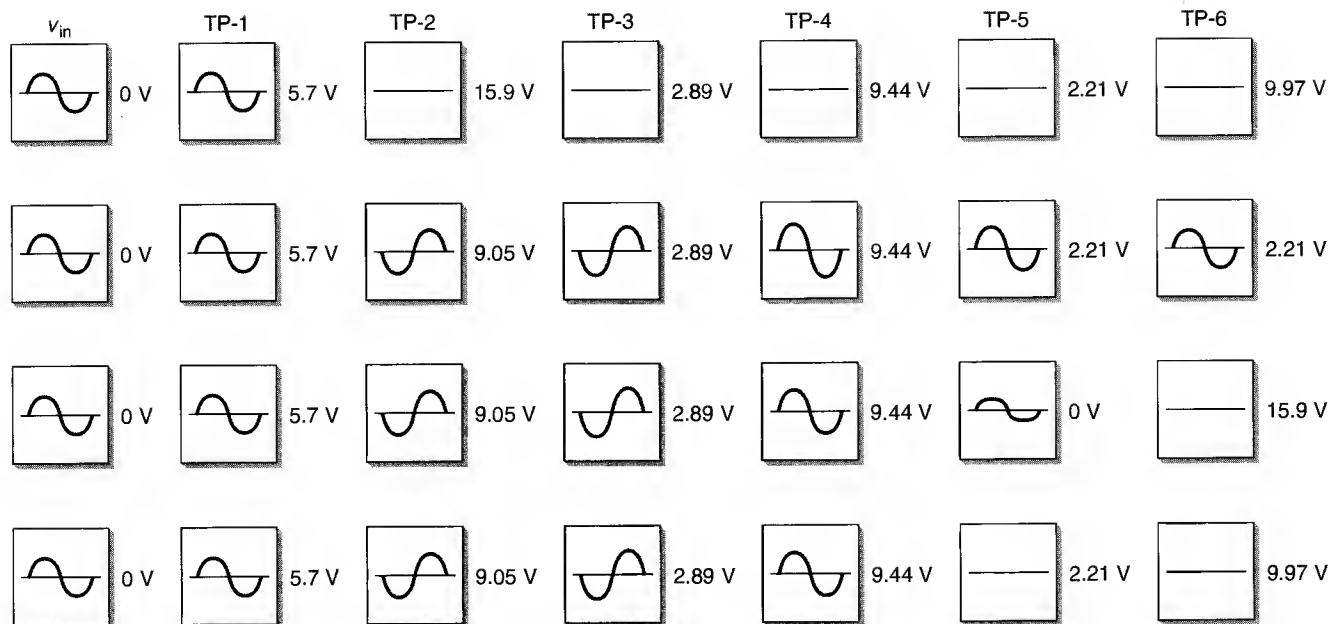 vin TP-1 TP-2 TP-3 TP-4 TP-5 TP-6
0 V 5.7 V 15.9 V 2.89 V 9.44 V 2.21 V 9.97 V
0 V 5.7 V 9.05 V 2.89 V 9.44 V 2.21 V 2.21 V
0 V 5.7 V 9.05 V 2.89 V 9.44 V 0 V 15.9 V
0 V 5.7 V 9.05 V 2.89 V 9.44 V 2.21 V 9.97 V